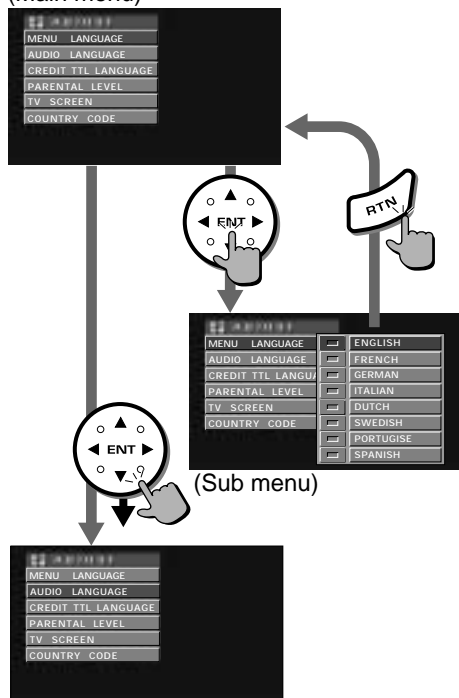 (Main menu)
MENU LANGUAGE
AUDIO LANGUAGE
CREDIT TTL LANGUAGE
PARENTAL LEVEL
TV SCREEN
COUNTRY CODE
ENT
RTN
MENU LANGUAGE
AUDIO LANGUAGE
CREDIT TTL LANGUA
PARENTAL LEVEL
TV SCREEN
COUNTRY CODE
ENGLISH
FRENCH
GERMAN
ITALIAN
DUTCH
SWEDISH
PORTUGISE
SPANISH
ENT
(Sub menu)
MENU LANGUAGE
AUDIO LANGUAGE
CREDIT TTL LANGUAGE
PARENTAL LEVEL
TV SCREEN
COUNTRY CODE